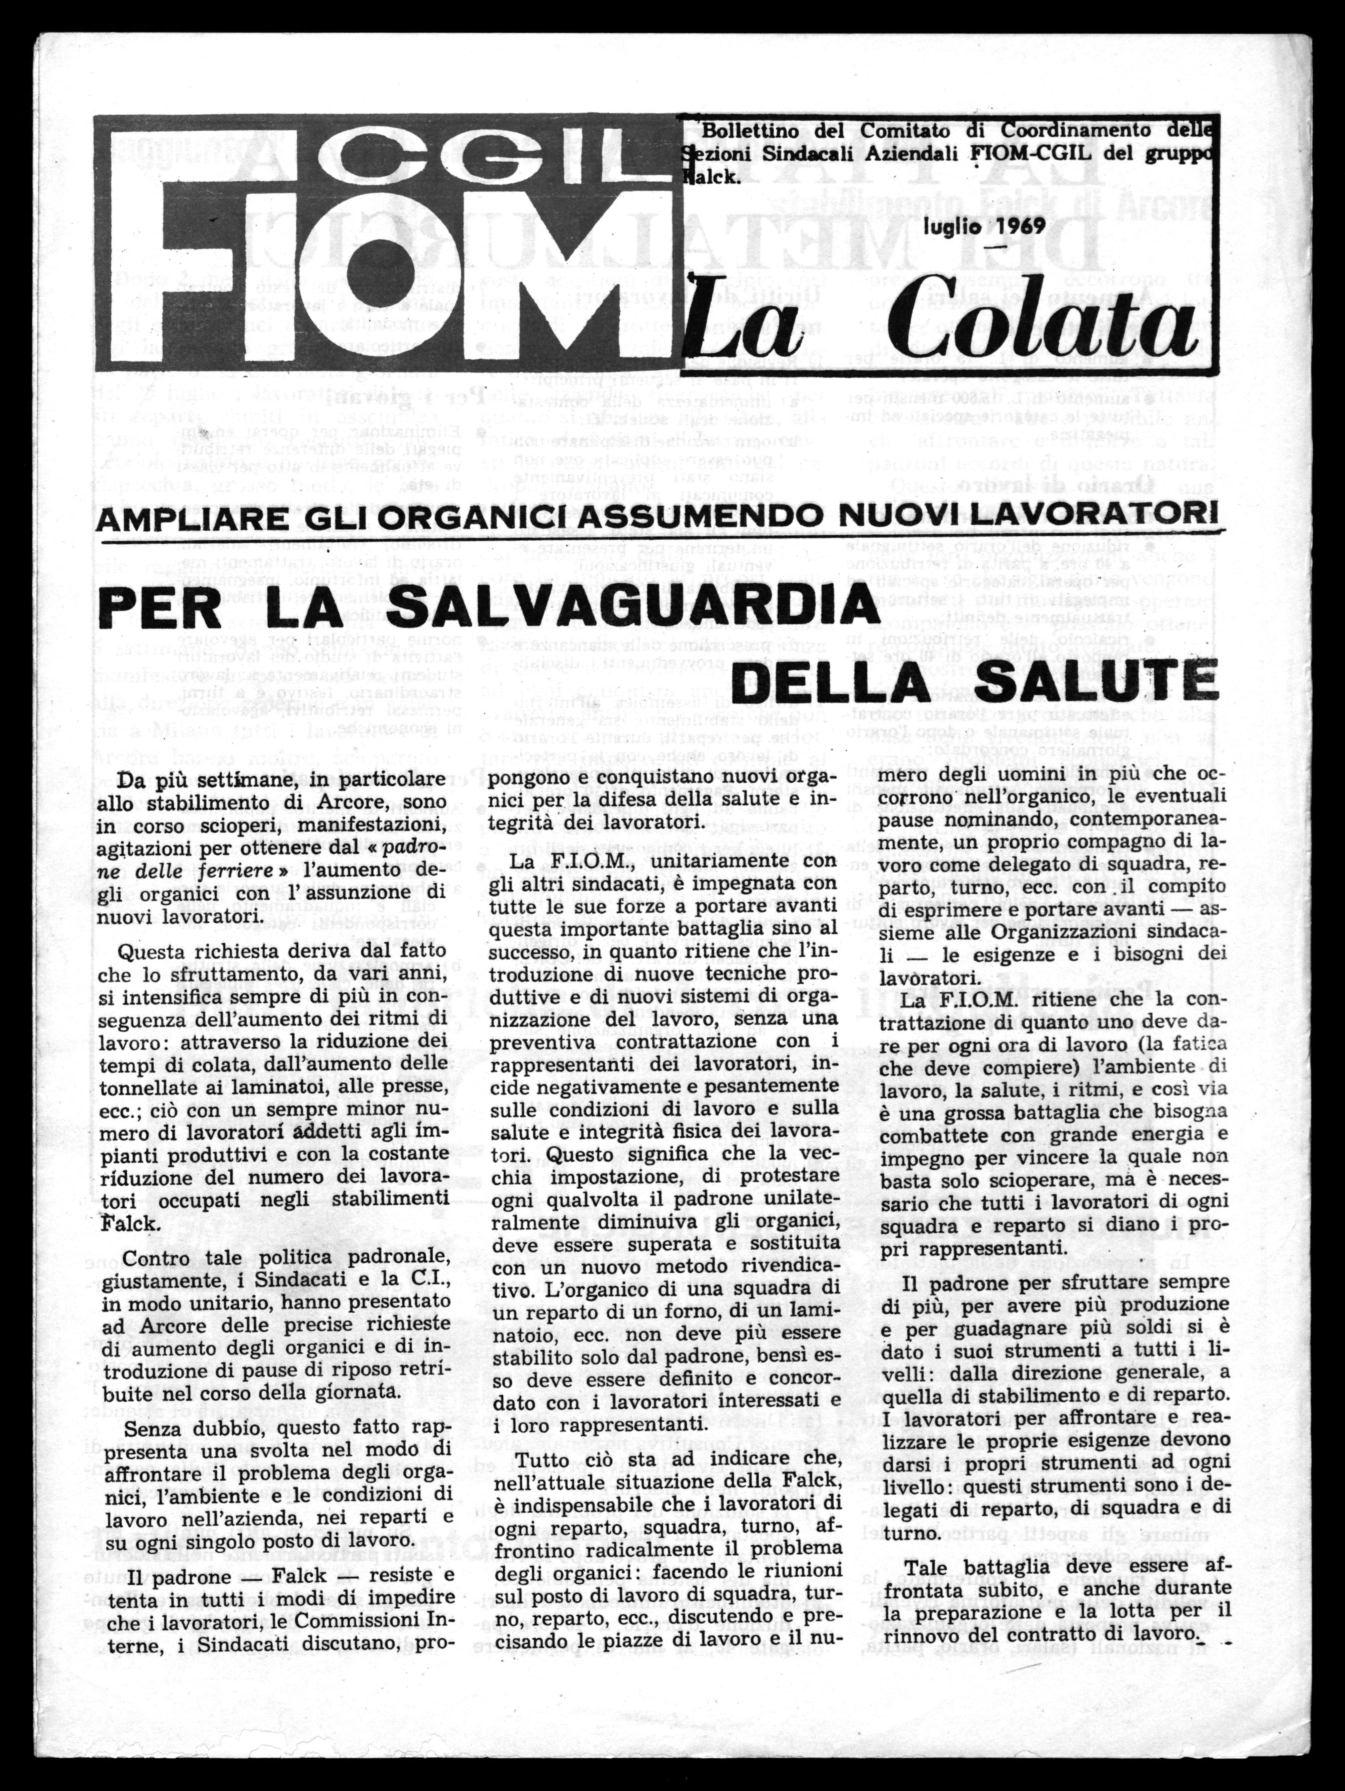 CGIL
FIOM
Bollettino del Comitato di Coordinamento delle
Sezioni Sindacali Aziendali FIOM-CGIL del gruppo
Falck.
luglio 1969
La Colata
AMPLIARE GLI ORGANICI ASSUMENDO NUOVI LAVORATORI
PER LA SALVAGUARDIA
DELLA SALUTE
Da più settimane, in particolare
allo stabilimento di Arcore, sono
in corso scioperi, manifestazioni,
agitazioni per ottenere dal «padro-
ne delle ferriere» l'aumento de-
gli organici con l'assunzione di
nuovi lavoratori.
Questa richiesta deriva dal fatto
che lo sfruttamento, da vari anni,
si intensifica sempre di più in con-
seguenza dell'aumento dei ritmi di
lavoro: attraverso la riduzione dei
tempi di colata, dall'aumento delle
tonnellate ai laminatoi, alle presse,
ecc.; ciò con un sempre minor nu-
mero di lavoratori addetti agli im-
pianti produttivi e con la costante
riduzione del numero dei lavora-
tori occupati negli stabilimenti
Falck.
Contro tale politica padronale,
giustamente, i Sindacati e la C.I.,
in modo unitario, hanno presentato
ad Arcore delle precise richieste
di aumento degli organici e di in-
troduzione di pause di riposo retri-
buite nel corso della giornata.
Senza dubbio, questo fatto rap-
presenta una svolta nel modo di
affrontare il problema degli orga-
nici, l'ambiente e le condizioni di
lavoro nell'azienda, nei reparti e
su ogni singolo posto di lavoro.
Il padrone — Falck — resiste e
tenta in tutti i modi di impedire
che i lavoratori, le Commissioni In-
terne, i Sindacati discutano, pro-
pongono e conquistano nuovi orga-
nici per la difesa della salute e in-
tegrità dei lavoratori.
La F.I.O.M., unitariamente con
gli altri sindacati, è impegnata con
tutte le sue forze a portare avanti
questa importante battaglia sino al
successo, in quanto ritiene che l'in-
troduzione di nuove tecniche pro-
duttive e di nuovi sistemi di orga-
nizzazione del lavoro, senza una
preventiva contrattazione con i
rappresentanti dei lavoratori, in-
cide negativamente e pesantemente
sulle condizioni di lavoro e sulla
salute e integrità fisica dei lavora-
tori. Questo significa che la vec-
chia impostazione, di protestare
ogni qualvolta il padrone unilate-
ralmente diminuiva gli organici,
deve essere superata e sostituita
con un nuovo metodo rivendica-
tivo. L'organico di una squadra di
un reparto di un forno, di un lami-
natoio, ecc. non deve più essere
stabilito solo dal padrone, bensì es-
so deve essere definito e concor-
dato con i lavoratori interessati e
i loro rappresentanti.
Tutto ciò sta ad indicare che,
nell'attuale situazione della Falck,
è indispensabile che i lavoratori di
ogni reparto, squadra, turno, af-
frontino radicalmente il problema
degli organici: facendo le riunioni
sul posto di lavoro di squadra, tur-
no, reparto, ecc., discutendo e pre-
cisando le piazze di lavoro e il nu-
mero degli uomini in più che oc-
corrono nell'organico, le eventuali
pause nominando, contemporanea-
mente, un proprio compagno di la-
voro come delegato di squadra, re-
parto, turno, ecc. con il compito
di esprimere e portare avanti — as-
sieme alle Organizzazioni sindaca-
li — le esigenze e i bisogni dei
lavoratori.
La F.I.O.M. ritiene che la con-
trattazione di quanto uno deve da-
re per ogni ora di lavoro (la fatica
che deve compiere) l'ambiente di
lavoro, la salute, i ritmi, e così via
è una grossa battaglia che bisogna
combattete con grande energia e
impegno per vincere la quale non
basta solo scioperare, mà è neces-
sario che tutti i lavoratori di ogni
squadra e reparto si diano i pro-
pri rappresentanti.
Il padrone per sfruttare sempre
di più, per avere più produzione
e per guadagnare più soldi si è
dato i suoi strumenti a tutti i li-
velli: dalla direzione generale, a
quella di stabilimento e di reparto.
I lavoratori per affrontare e rea-
lizzare le proprie esigenze devono
darsi i propri strumenti ad ogni
livello: questi strumenti sono i de-
legati di reparto, di squadra e di
turno.
Tale battaglia deve essere af-
frontata subito, e anche durante
la preparazione e la lotta per il
rinnovo del contratto di lavoro.